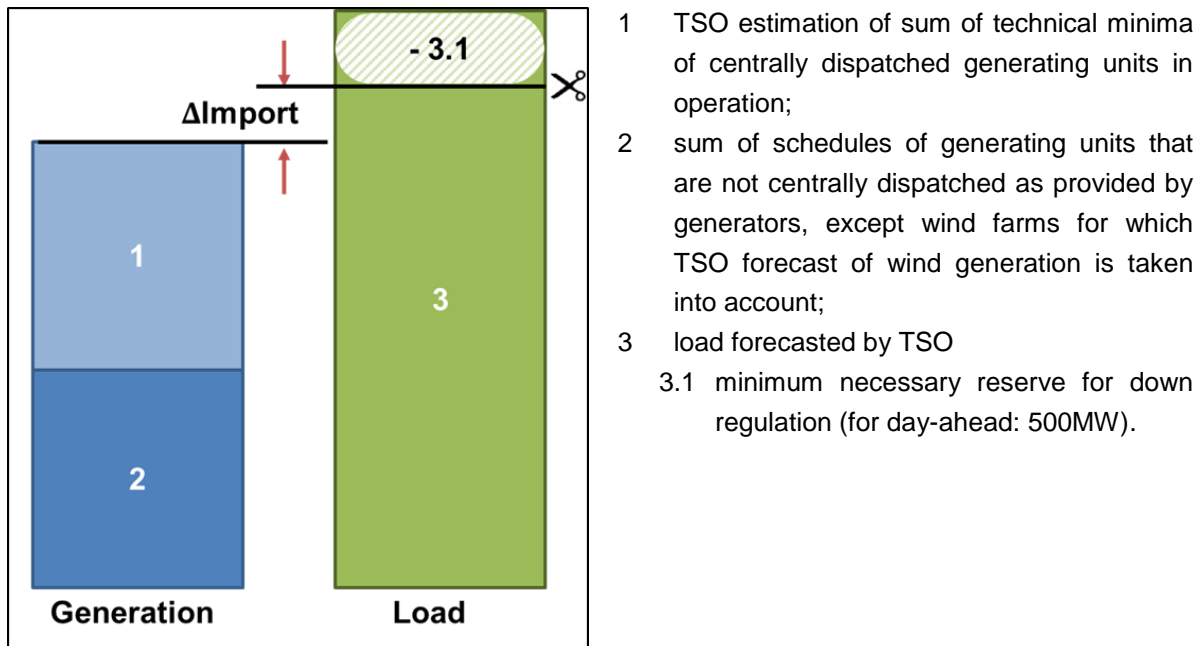 - 3.1
ΔImport
1
3
2
Generation
Load
1 TSO estimation of sum of technical minima
of centrally dispatched generating units in
operation;
2 sum of schedules of generating units that
are not centrally dispatched as provided by
generators, except wind farms for which
TSO forecast of wind generation is taken
into account;
3 load forecasted by TSO
3.1 minimum necessary reserve for down
regulation (for day-ahead: 500MW).